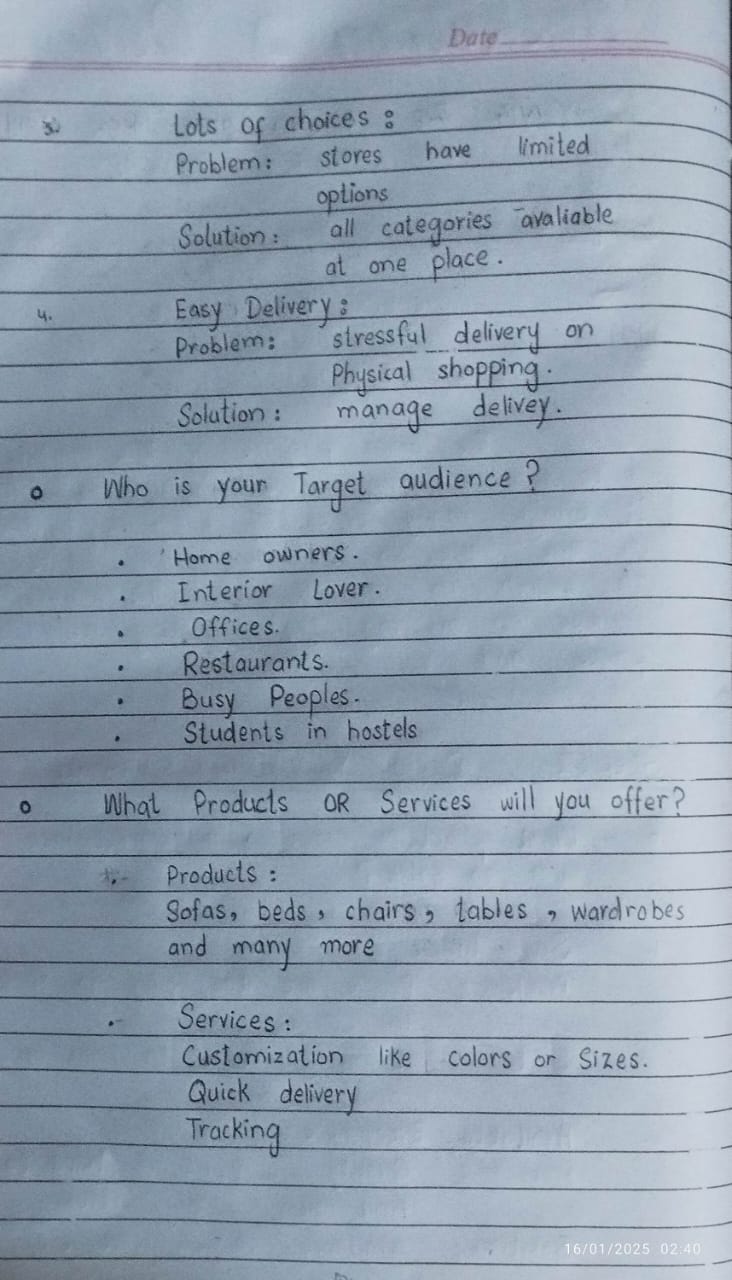 Date
3.
Lots of choices :
Problem: stores have limited
options
Solution: all categories avaliable
at one place.
4. Easy Delivery:
Problem: stressful delivery on
Physical shopping.
Solution: manage delivey.
Who is your Target audience?
Home owners.
Interior Lover.
Offices.
Restaurants.
Busy Peoples.
Students in hostels
What Products OR Services will you offer?
Products:
Sofas, beds, chairs, tables, wardrobes
and many more
Services:
Customization like colors or Sizes.
Quick delivery
Tracking
16/01/2025 02:40